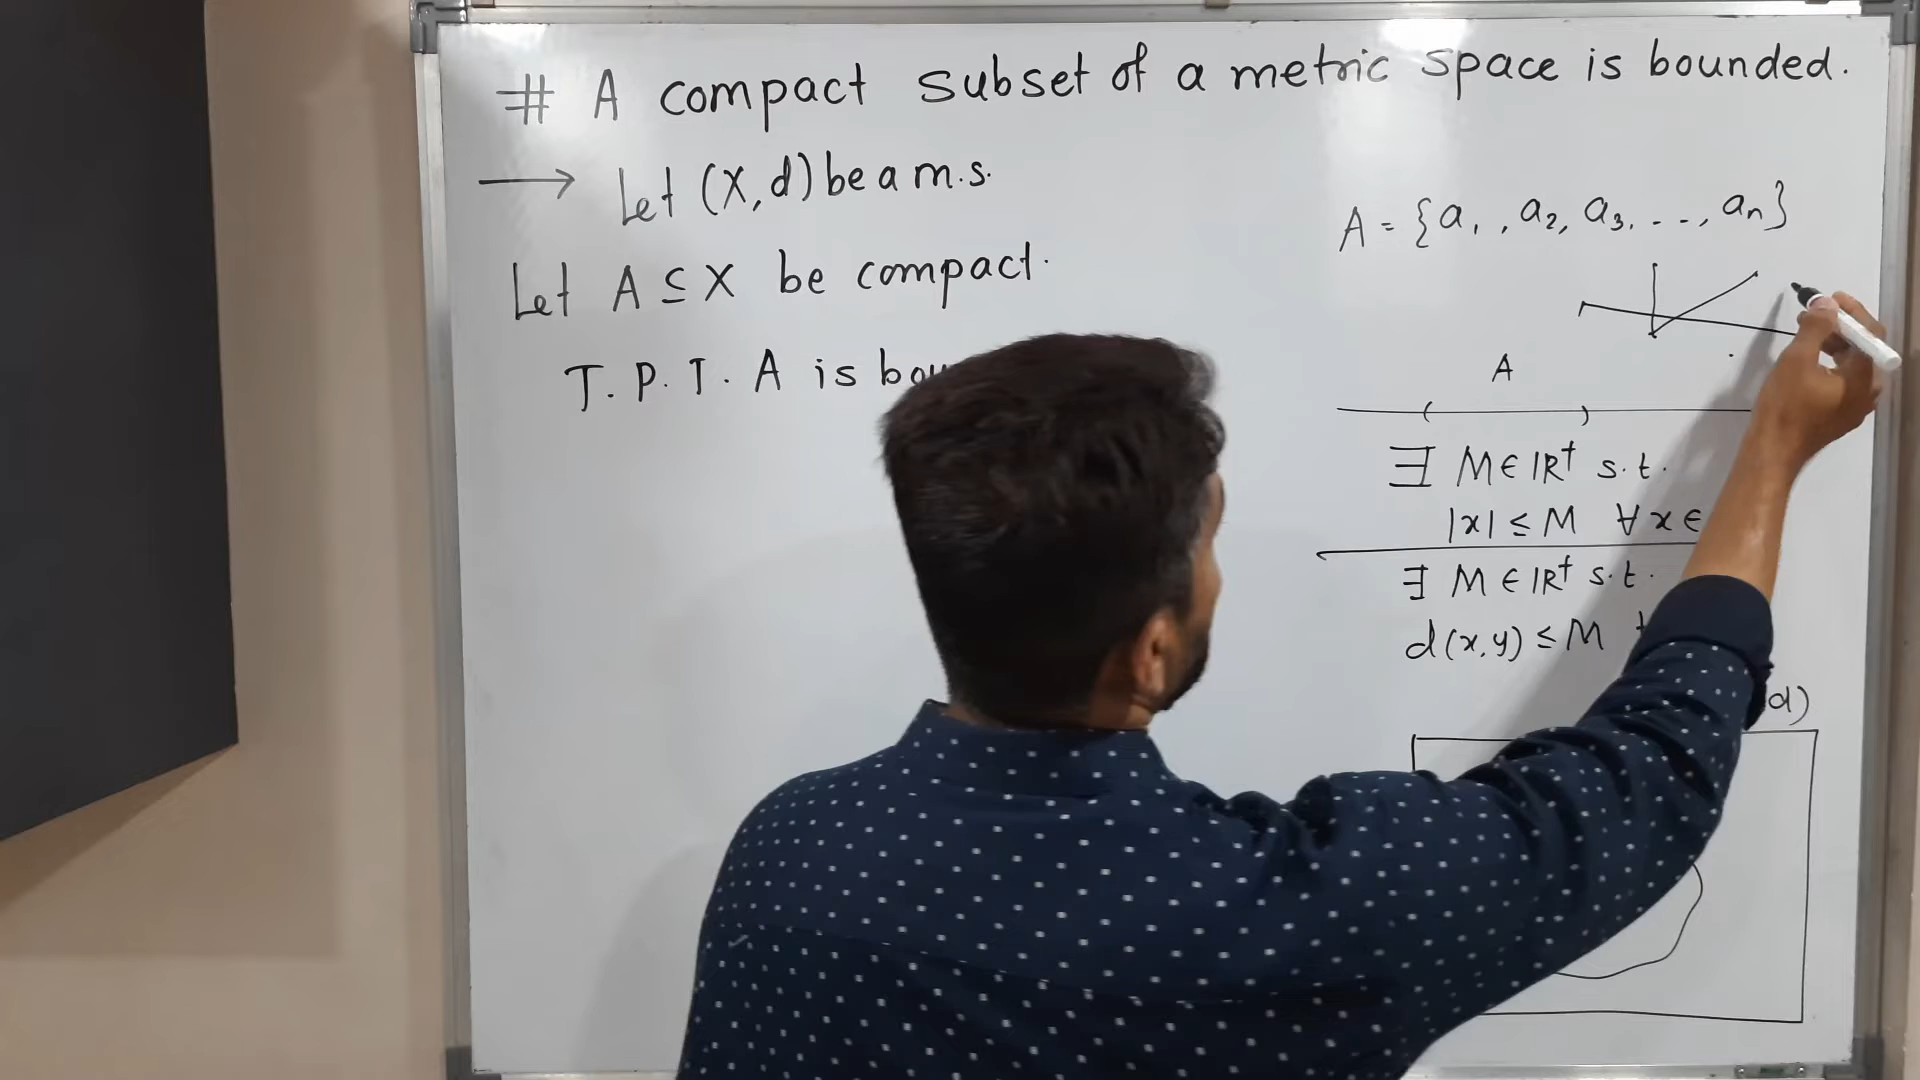 # A compact subset of a metric space is bounded.
→ Let (X,d) be a m.s.
Let A ⊆ X be compact.
T.P.T. A is
A = {a₁, a₂, a₃, . . ., aₙ}
A
∃ M ∈ IR⁺ s.t.
|x| ≤ M ∀ x ∈
∃ M ∈ IR⁺ s.t.
d(x,y) ≤ M
d)